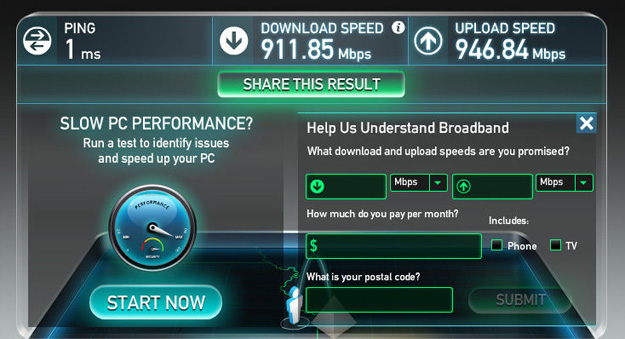 PING
1 ms
DOWNLOAD SPEED
911.85 Mbps
UPLOAD SPEED
946.84 Mbps
SHARE THIS RESULT
SLOW PC PERFORMANCE?
Run a test to identify issues
and speed up your PC
PERFORMANCE
MIN
MAX
SECURITY
START NOW
Help Us Understand Broadband
What download and upload speeds are you promised?
Mbps
Mbps
How much do you pay per month?
Includes:
$
Phone
TV
What is your postal code?
SUBMIT